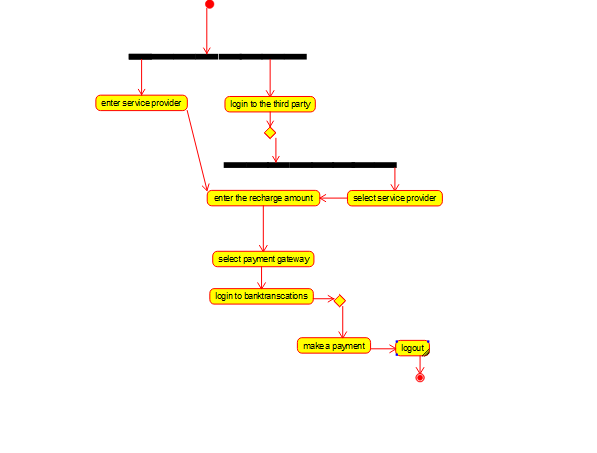 enter service provider
login to the third party
enter the recharge amount
select service provider
select payment gateway
login to banktranscations
make a payment
logout